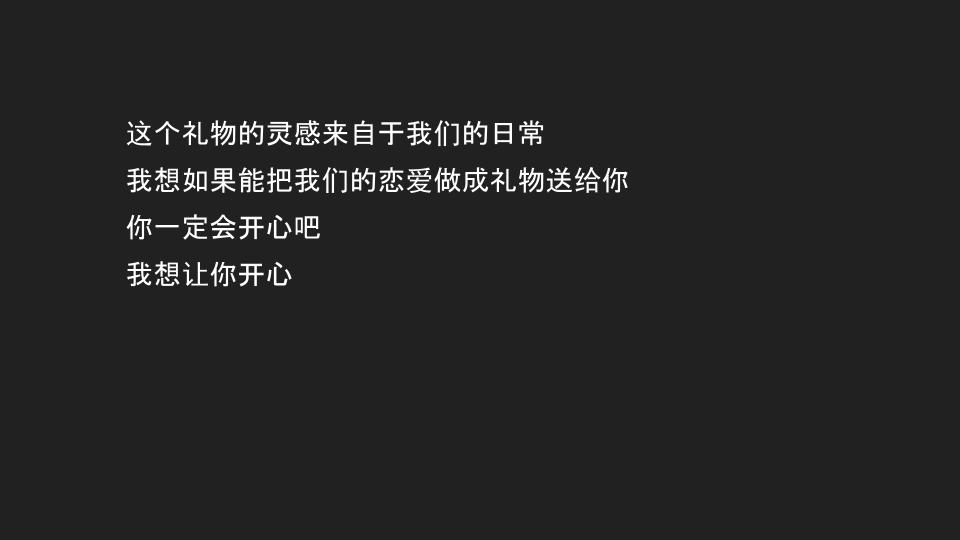 这个礼物的灵感来自于我们的日常
我想如果能把我们的恋爱做成礼物送给你
你一定会开心吧
我想让你开心